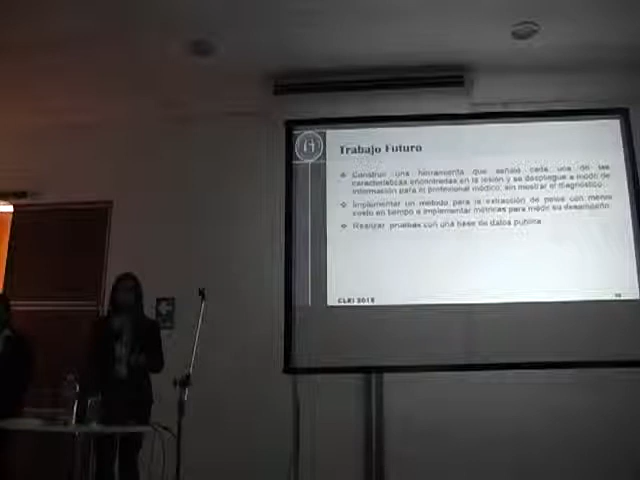 Trabajo Futuro
Construir una herramienta que señale cada una de las
características encontradas en la lesión y se despliegue a modo de
información para el profesional médico, sin mostrar el diagnóstico.
Implementar un método para la extracción de pelos con menor
costo en tiempo e implementar métricas para medir su desempeño.
Realizar pruebas con una base de datos publica
CLEI 2015